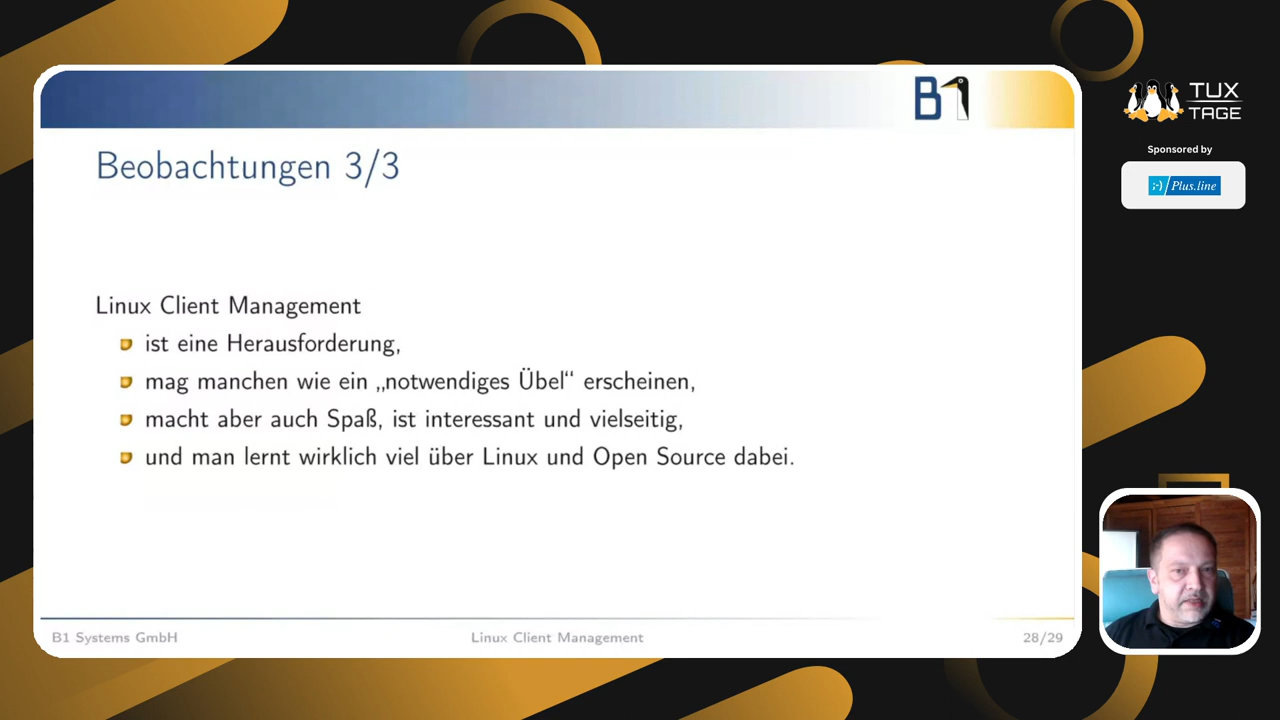 B1
TUX
TAGE
Sponsored by
;-) Plus.line
Beobachtungen 3/3
Linux Client Management
ist eine Herausforderung,
mag manchen wie ein „notwendiges Übel“ erscheinen,
macht aber auch Spaß, ist interessant und vielseitig,
und man lernt wirklich viel über Linux und Open Source dabei.
B1 Systems GmbH
Linux Client Management
28/29